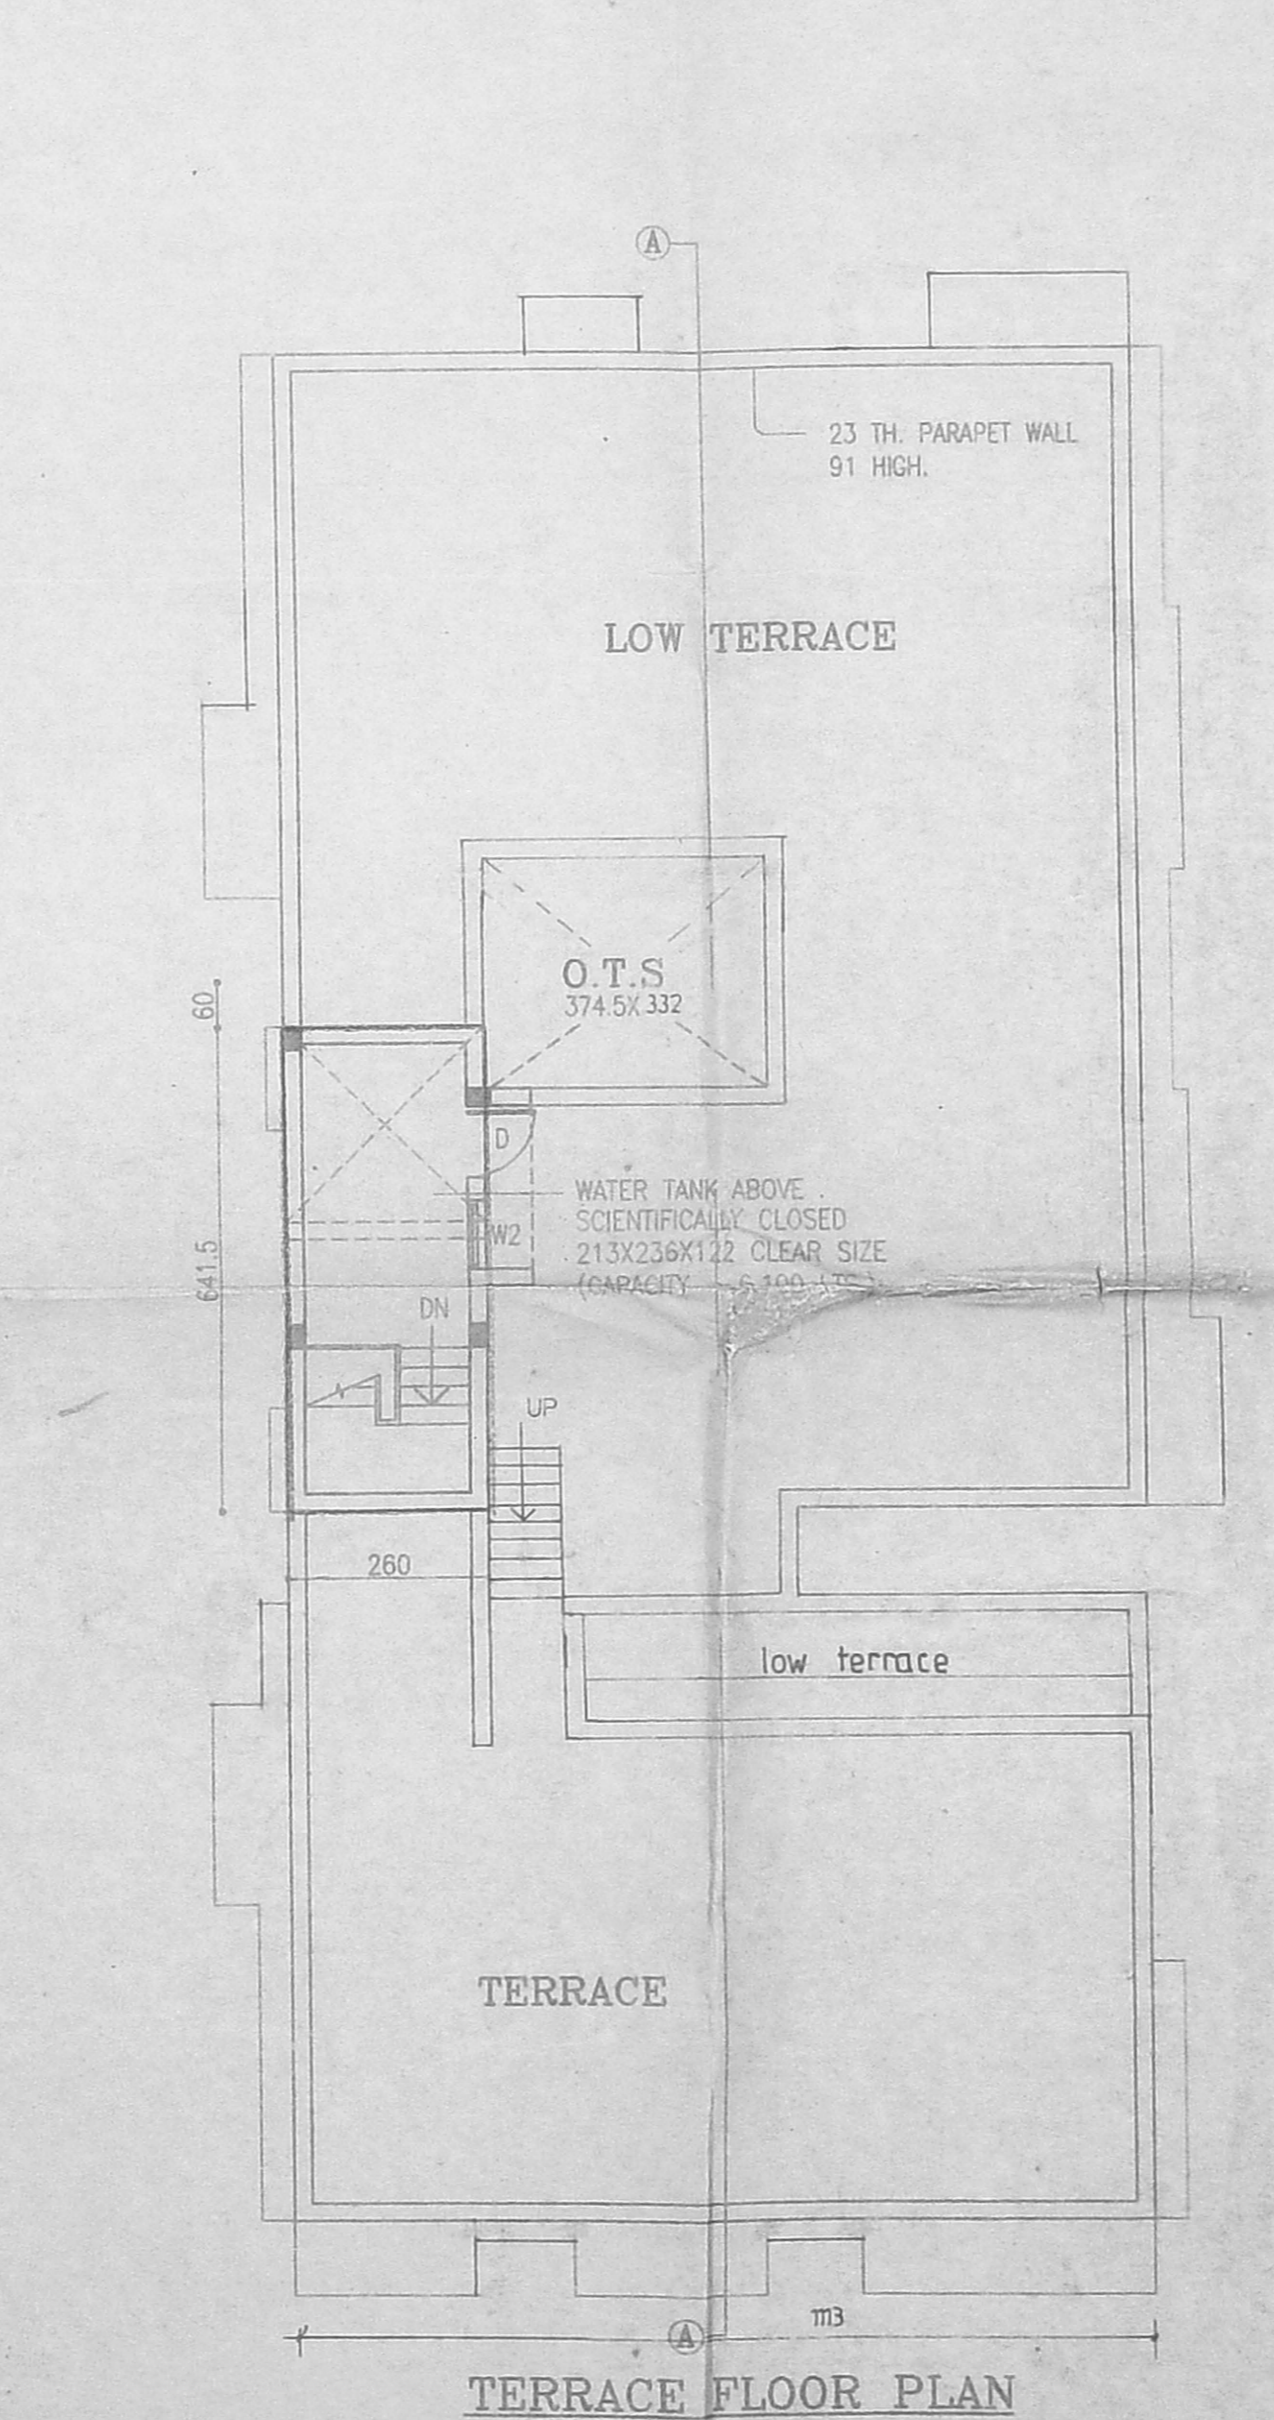 A
23 TH. PARAPET WALL
91 HIGH.
LOW TERRACE
O.T.S
374.5X332
60
D
WATER TANK ABOVE.
SCIENTIFICALLY CLOSED
213X236X122 CLEAR SIZE
(CAPACITY
W2
641.5
DN
UP
260
low terrace
TERRACE
A
TERRACE FLOOR PLAN